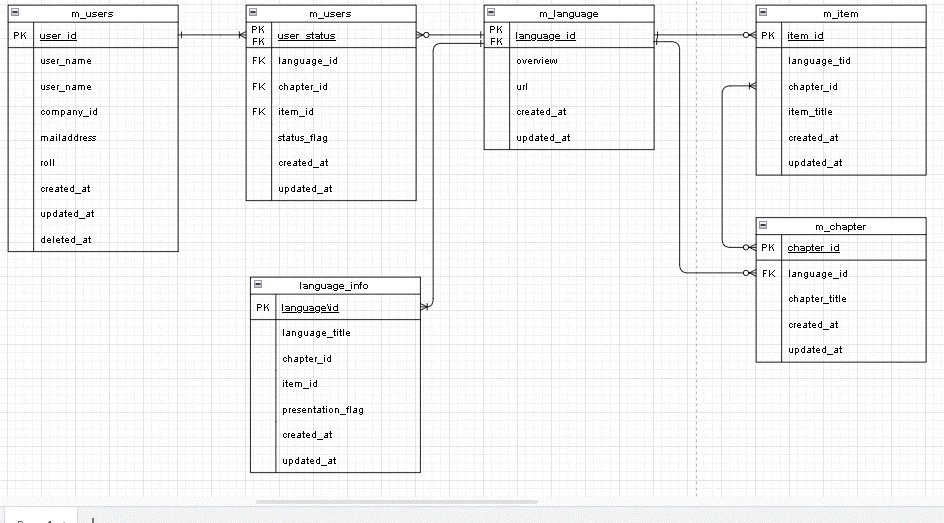 m_users
PK user_id
user_name
user_name
company_id
mailaddress
roll
created_at
updated_at
deleted_at
m_users
PK
FK user_status
FK language_id
FK chapter_id
FK item_id
status_flag
created_at
updated_at
m_language
PK
FK language_id
overview
url
created_at
updated_at
m_item
PK item_id
language_tid
chapter_id
item_title
created_at
updated_at
m_chapter
PK chapter_id
FK language_id
chapter_title
created_at
updated_at
language_info
PK language\id
language_title
chapter_id
item_id
presentation_flag
created_at
updated_at